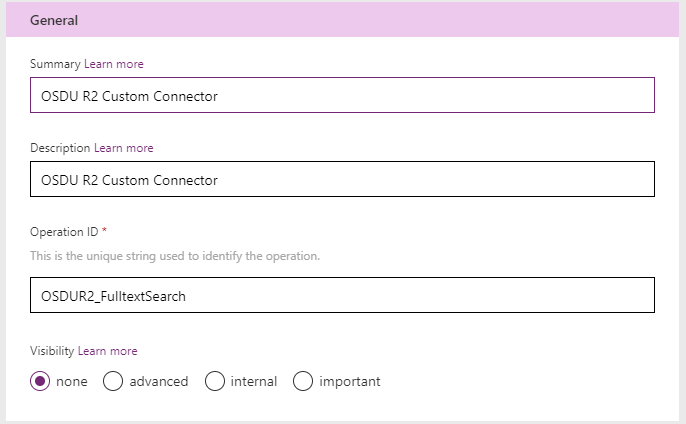 General
Summary Learn more
OSDU R2 Custom Connector
Description Learn more
OSDU R2 Custom Connector
Operation ID *
This is the unique string used to identify the operation.
OSDUR2_FulltextSearch
Visibility Learn more
none advanced internal important